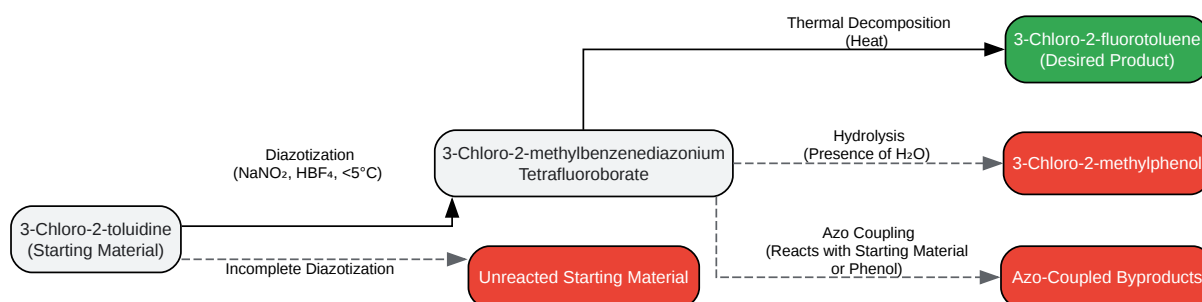 Thermal Decomposition
(Heat)
3-Chloro-2-fluorotoluene
(Desired Product)
Diazotization
(NaNO₂, HBF₄, <5°C)
3-Chloro-2-methylbenzenediazonium
Tetrafluoroborate
Hydrolysis
(Presence of H₂O)
3-Chloro-2-methylphenol
3-Chloro-2-toluidine
(Starting Material)
Incomplete Diazotization
Unreacted Starting Material
Azo Coupling
(Reacts with Starting Material
or Phenol)
Azo-Coupled Byproducts